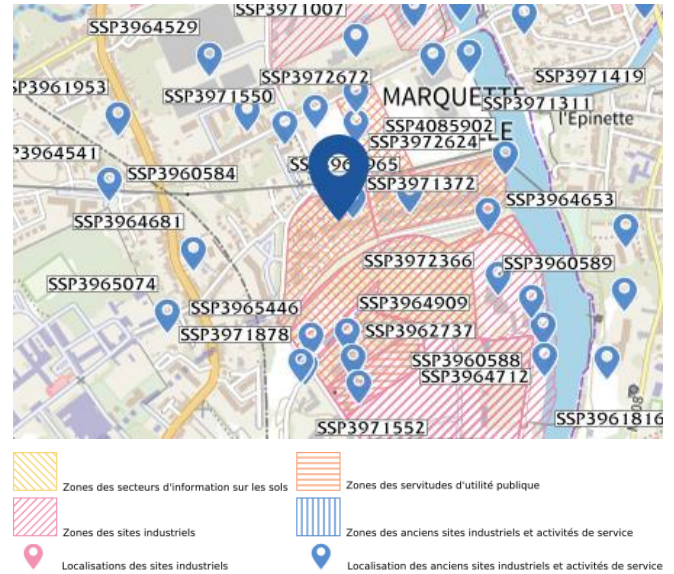 SSP3971007
SSP3964529
SSP3972672
SSP3971419
SSP3961953
SSP3971550
MARQUETTE
SSP3971311
l'Epinette
SSP4085902
LLE
SSP3972624
SSP3964541
SSP3960584
SSP3971372
SSP3964653
SSP3964681
SSP3972366
SSP3960589
SSP3965074
SSP3965446
SSP3964909
SSP3971878
SSP3962737
SSP3960588
SSP3964712
SSP3961816
SSP3971552
Zones des secteurs d'information sur les sols
Zones des servitudes d'utilité publique
Zones des sites industriels
Zones des anciens sites industriels et activités de service
Localisations des sites industriels
Localisation des anciens sites industriels et activités de service